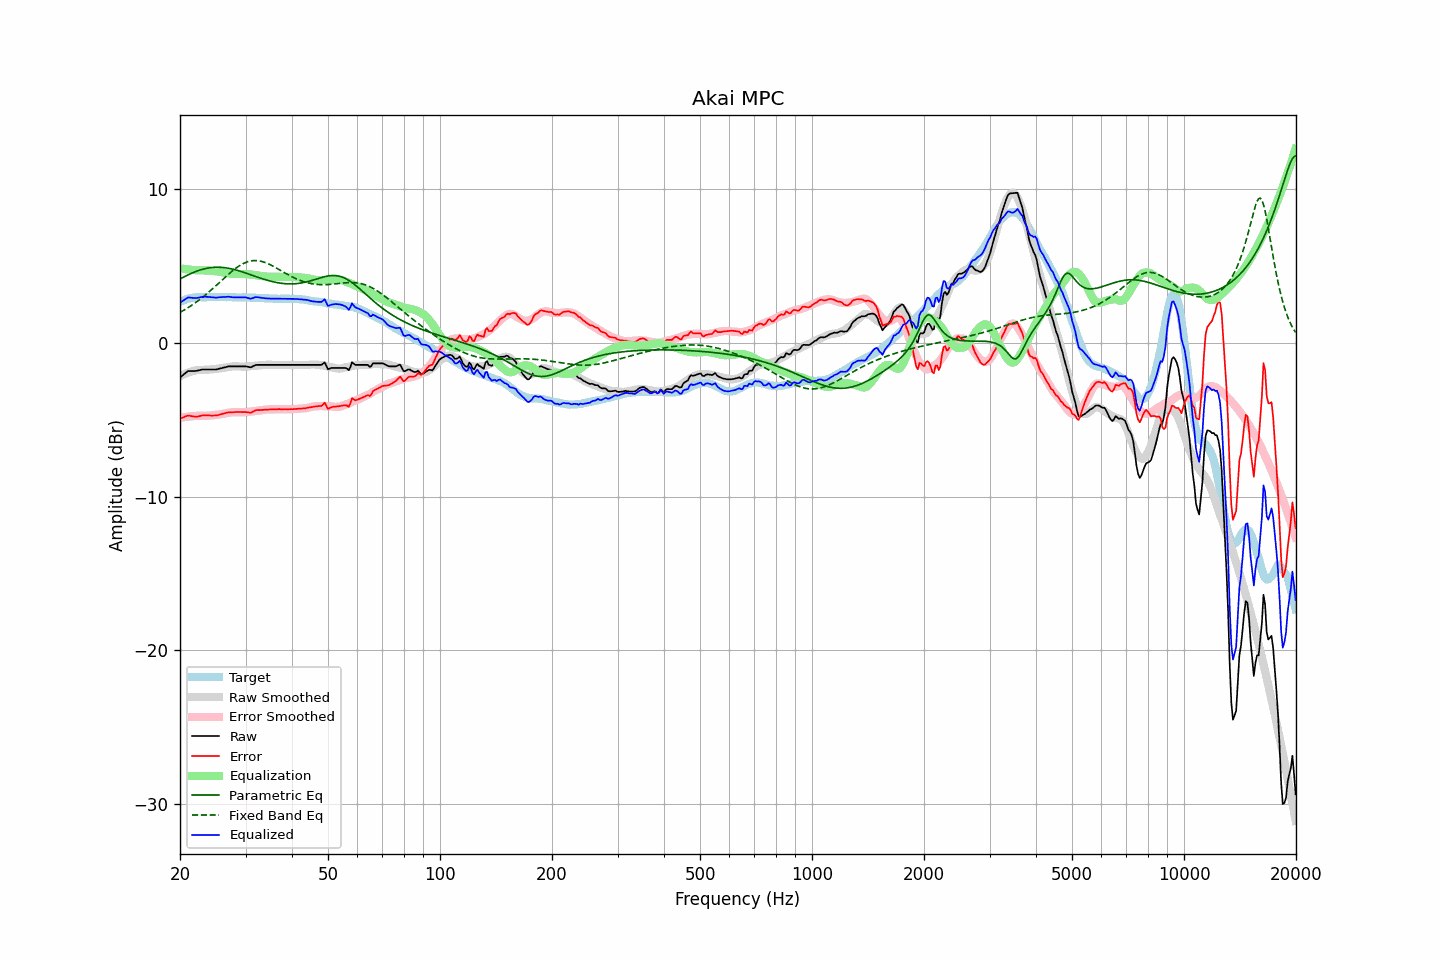 Akai MPC
Amplitude (dBr)
10
0
−10
−20
−30
Target
Raw Smoothed
Error Smoothed
Raw
Error
Equalization
Parametric Eq
Fixed Band Eq
Equalized
20 50 100 200 500 1000 2000 5000 10000 20000
Frequency (Hz)